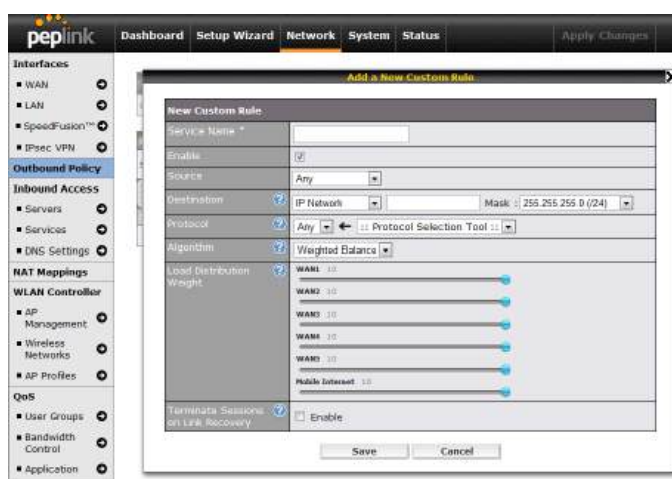 peplink
Dashboard Setup Wizard Network System Status Apply Changes
Interfaces
WAN
LAN
SpeedFusion™
IPsec VPN
Outbound Policy
Inbound Access
Servers
Services
DNS Settings
NAT Mappings
WLAN Controller
AP Management
Wireless Networks
AP Profiles
QoS
User Groups
Bandwidth Control
Application
Add a New Custom Rule
New Custom Rule
Service Name *
Enable
Source Any
Destination IP Network Mask : 255.255.255.0 (/24)
Protocol Any :: Protocol Selection Tool ::
Algorithm Weighted Balance
Load Distribution Weight
WAN1 10
WAN2 10
WAN3 10
WAN4 10
WAN5 10
Mobile Internet 10
Terminate Sessions on Link Recovery Enable
Save Cancel